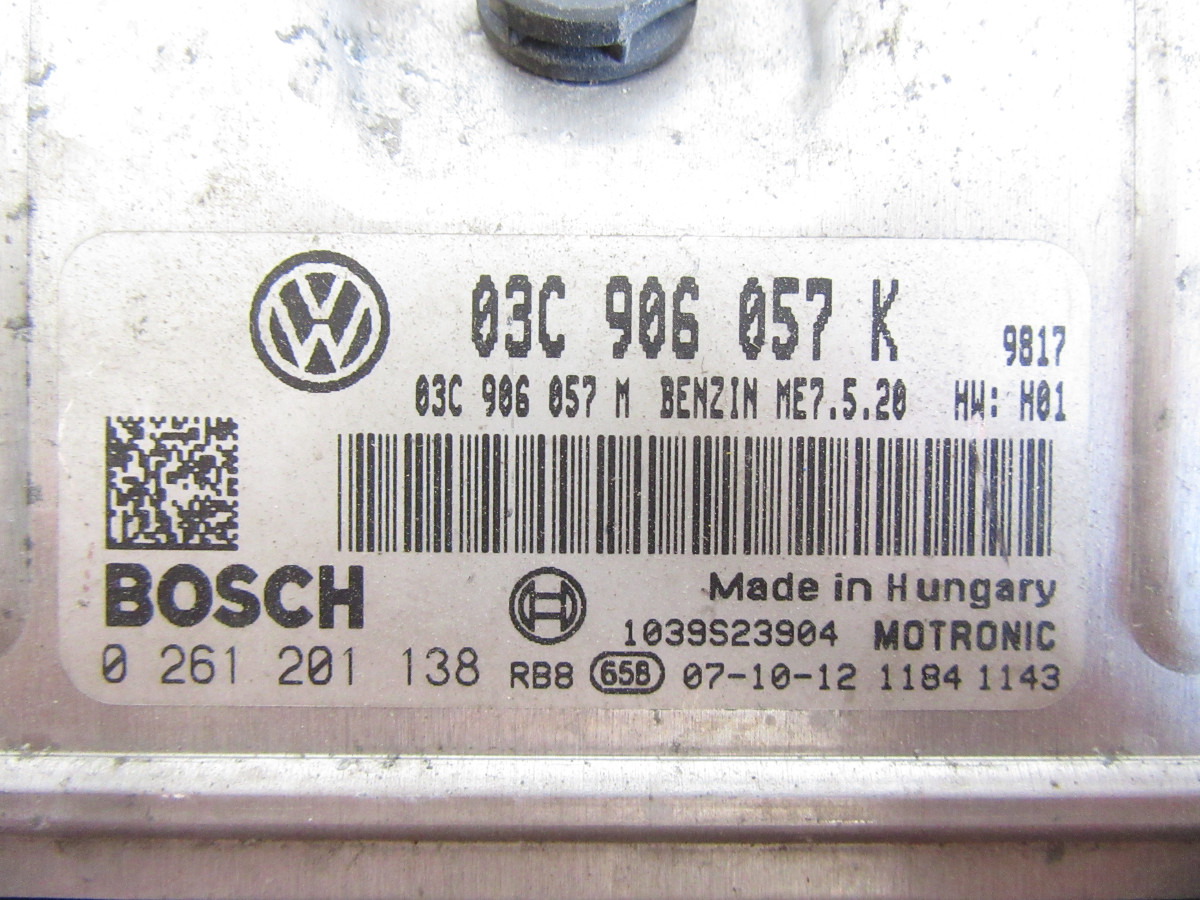 03C 906 057 K 9817
03C 906 057 M BENZIN ME7.5.20 HW: H01
BOSCH
Made in Hungary
1039S23904 MOTRONIC
0 261 201 138 RB8 658 07-10-12 1184 1143